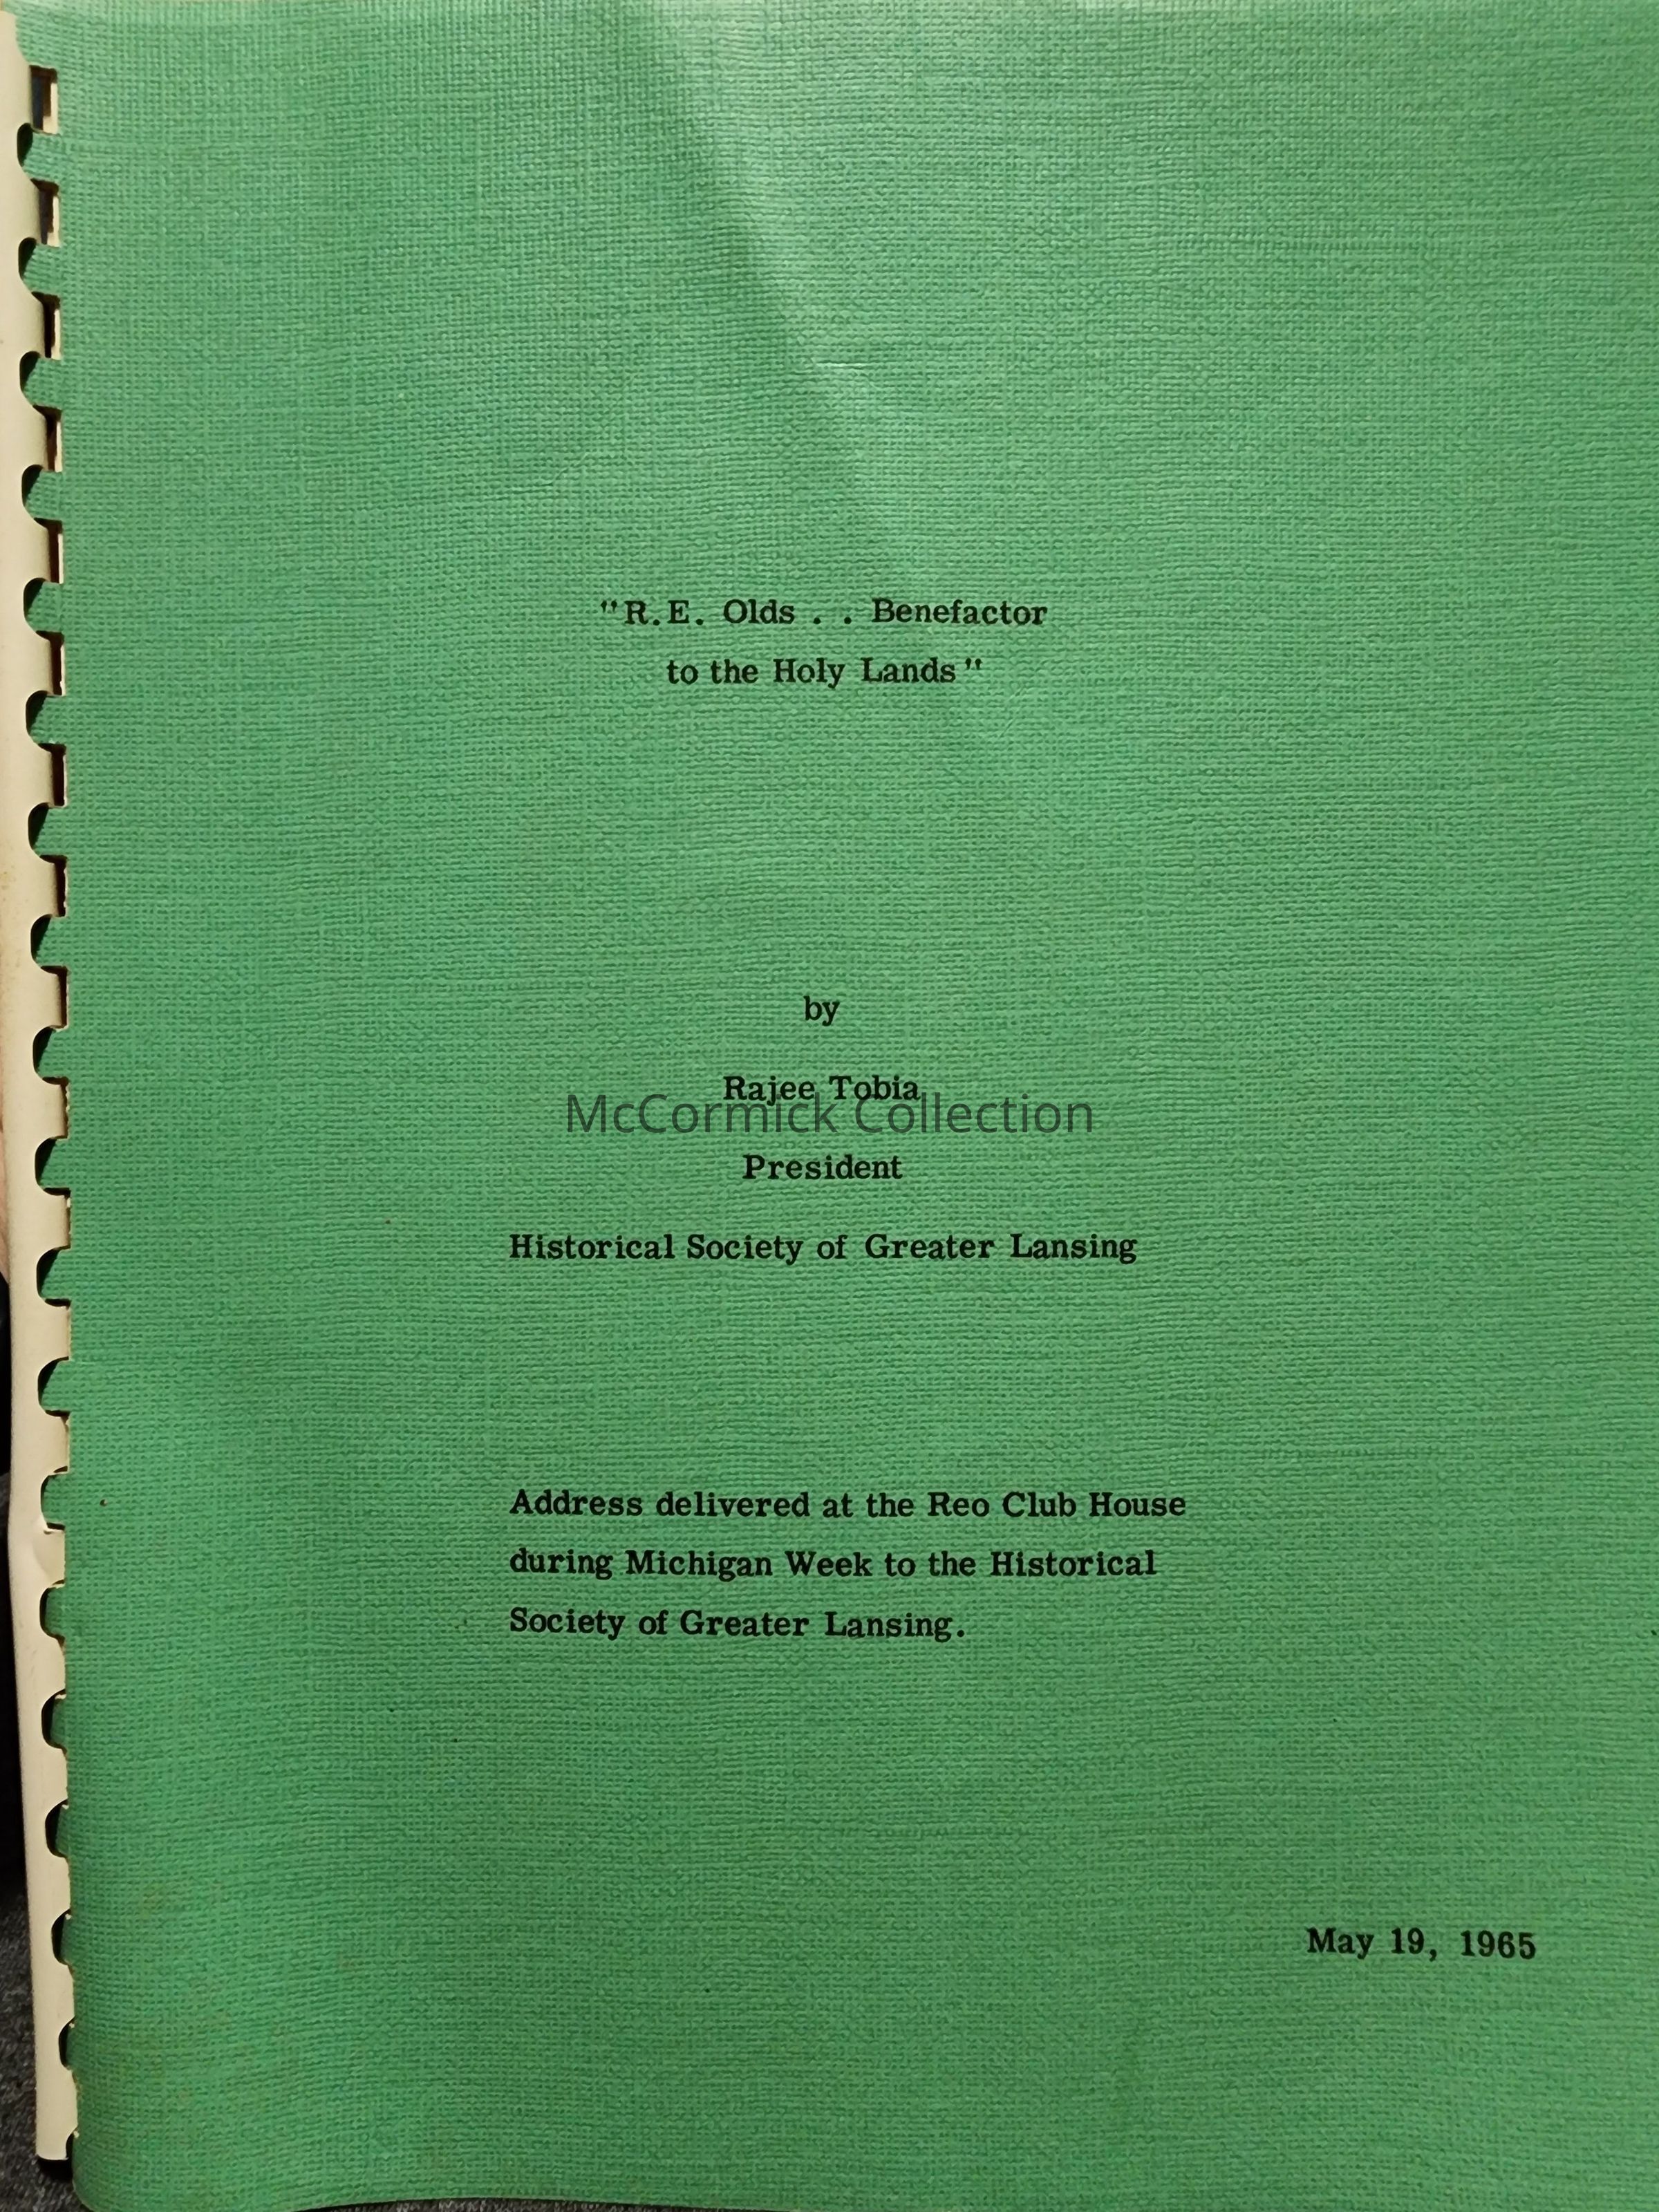 "R.E. Olds . . Benefactor
to the Holy Lands"
by
Rajee Tobia
McCormick Collection
President
Historical Society of Greater Lansing
Address delivered at the Reo Club House
during Michigan Week to the Historical
Society of Greater Lansing.
May 19, 1965